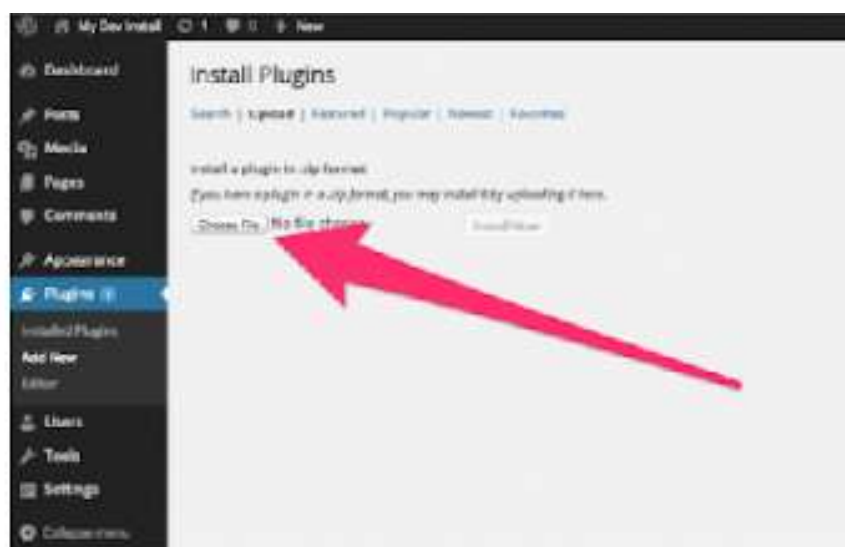 My Dev Install 1 0 + New
Dashboard
Posts
Media
Pages
Comments
Appearance
Plugins
Installed Plugins
Add New
Editor
Users
Tools
Settings
Collapse menu
Install Plugins
Search | Upload | Featured | Popular | Newest | Favorites
Install a plugin in .zip format
If you have a plugin in a .zip format, you may install it by uploading it here.
Choose File No file chosen Install Now